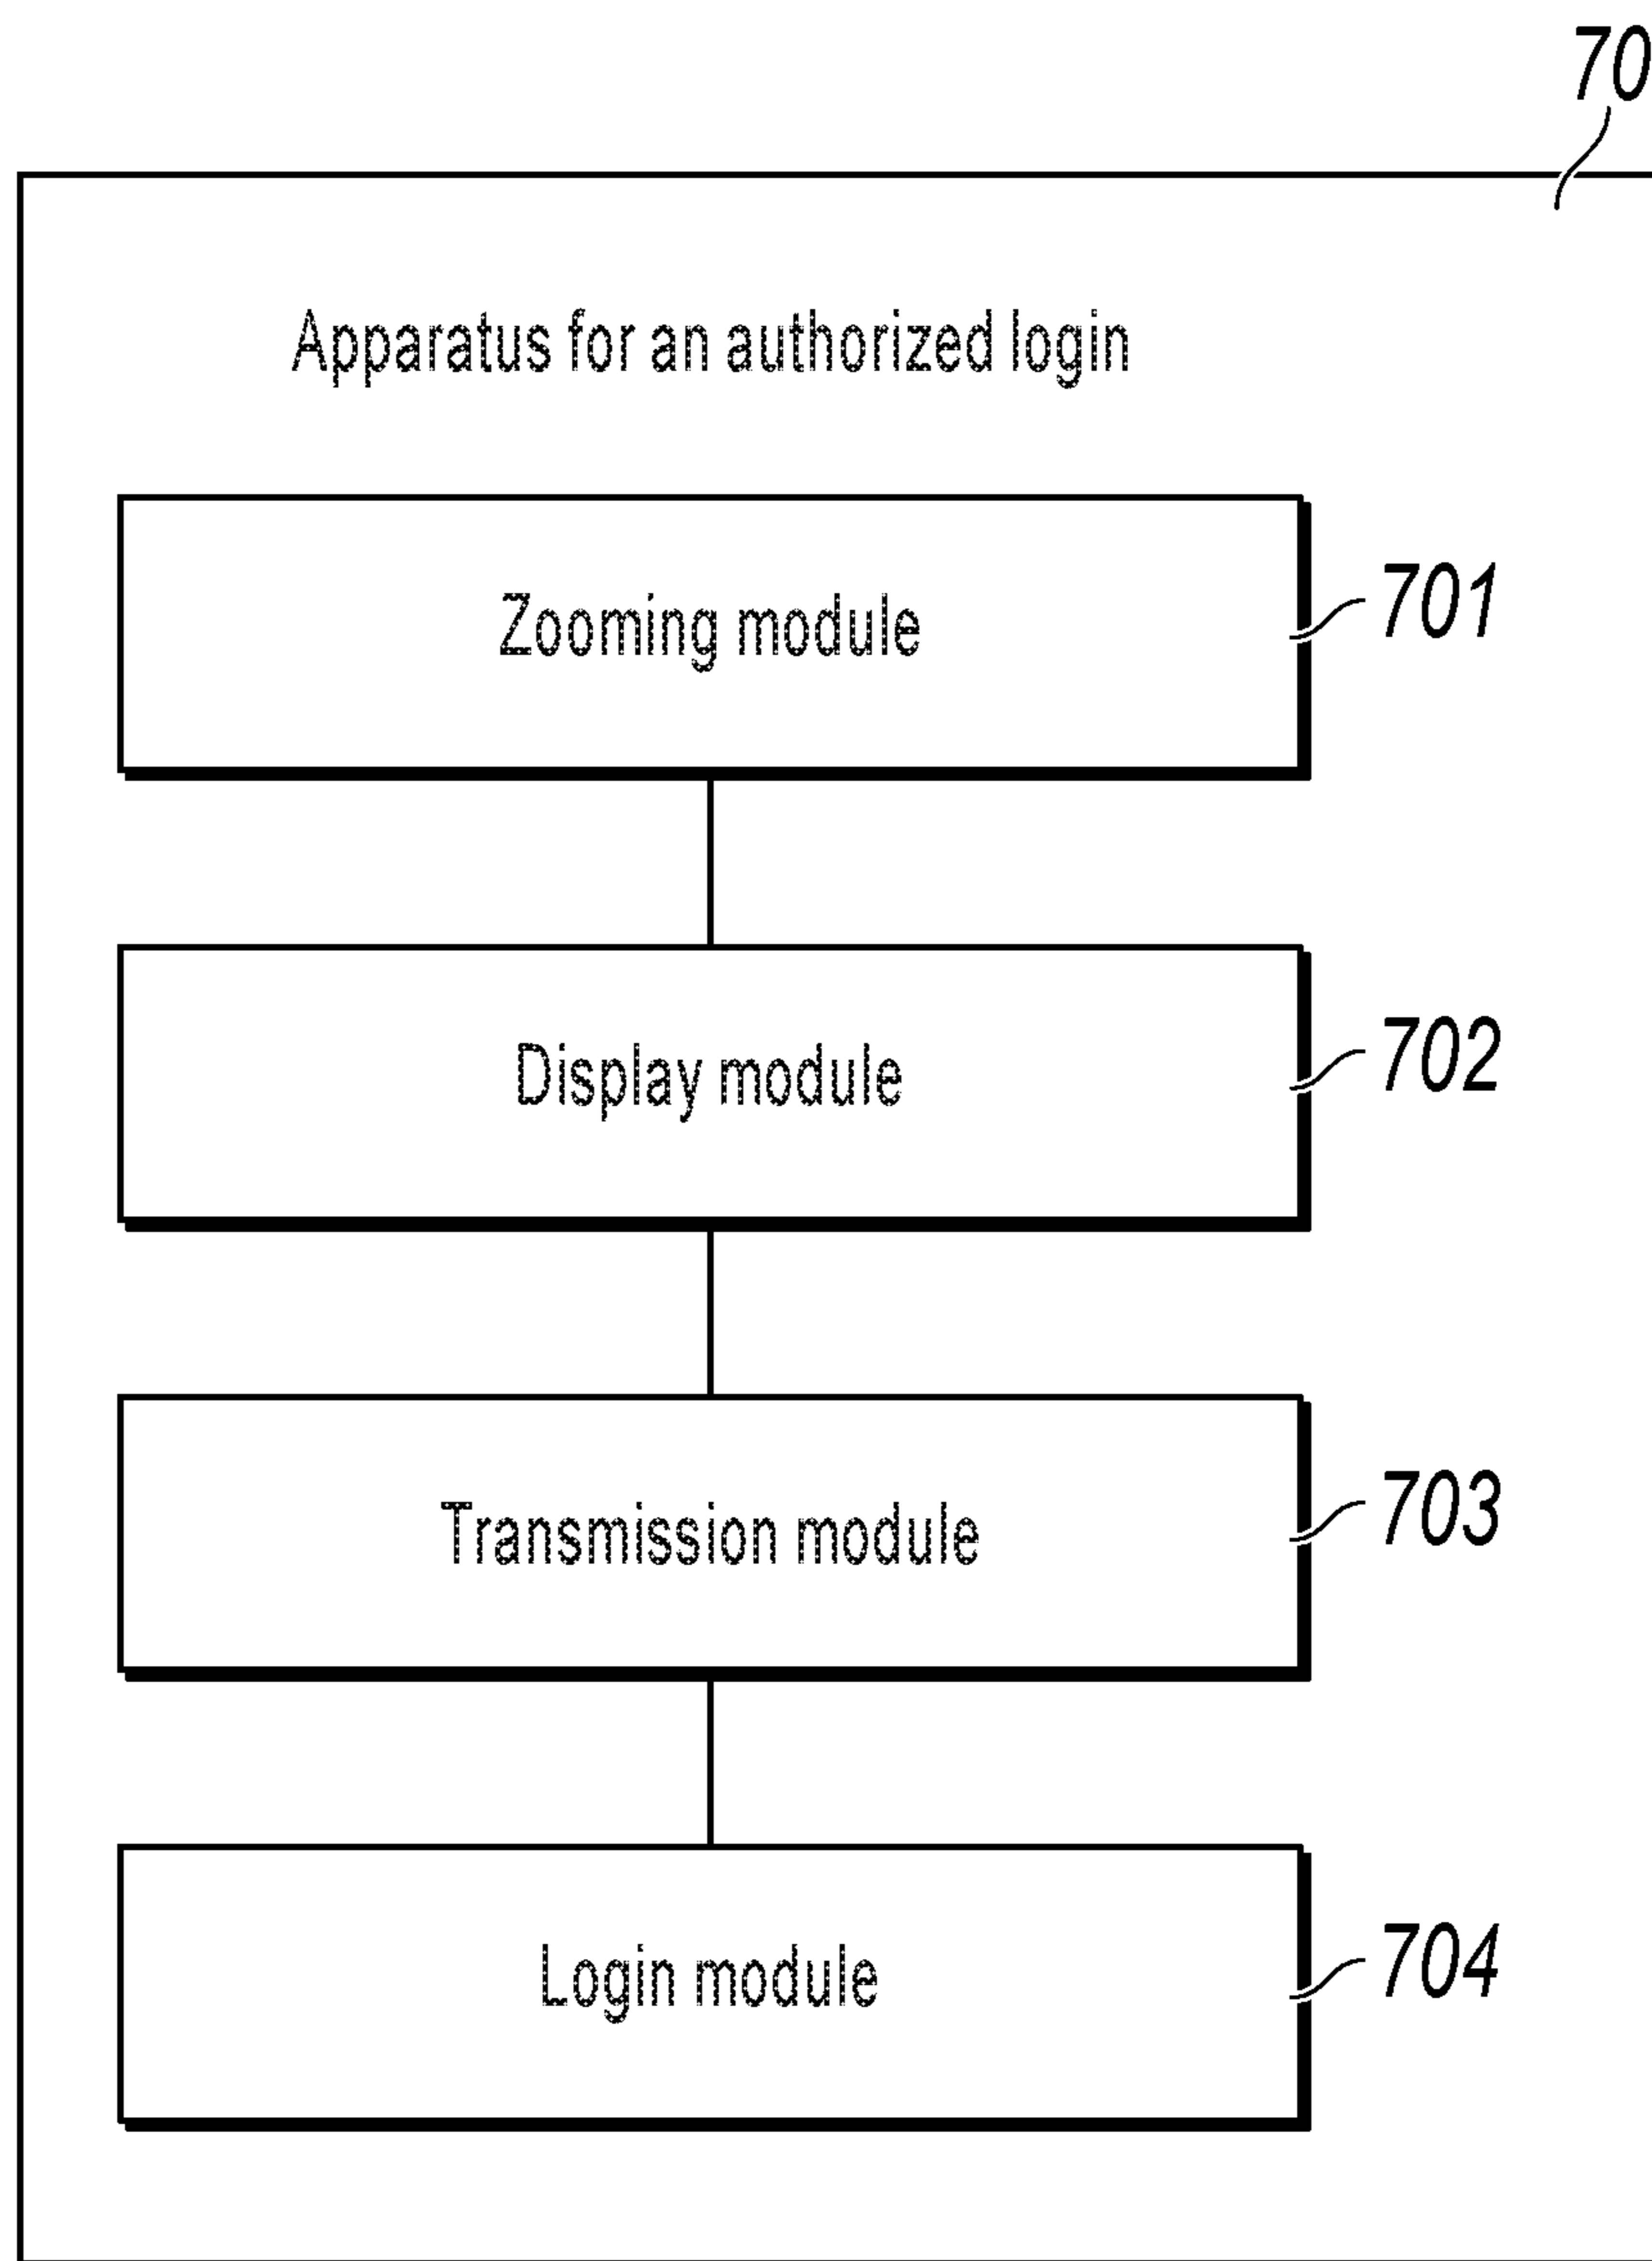 70
Apparatus for an authorized login
Zooming module
701
Display module
702
Transmission module
703
Login module
704